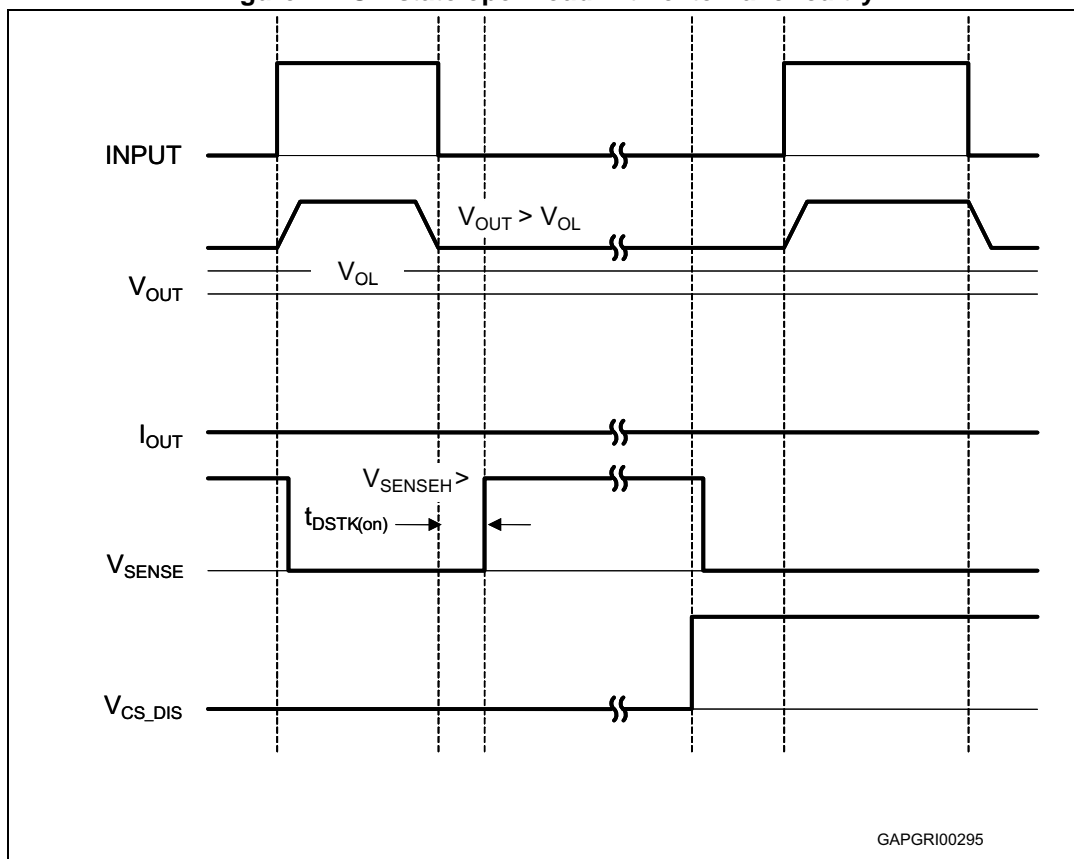 INPUT
V_OUT > V_OL
V_OL
V_OUT
I_OUT
V_SENSEH >
t_DSTK(on)
V_SENSE
V_CS_DIS
GAPGRI00295